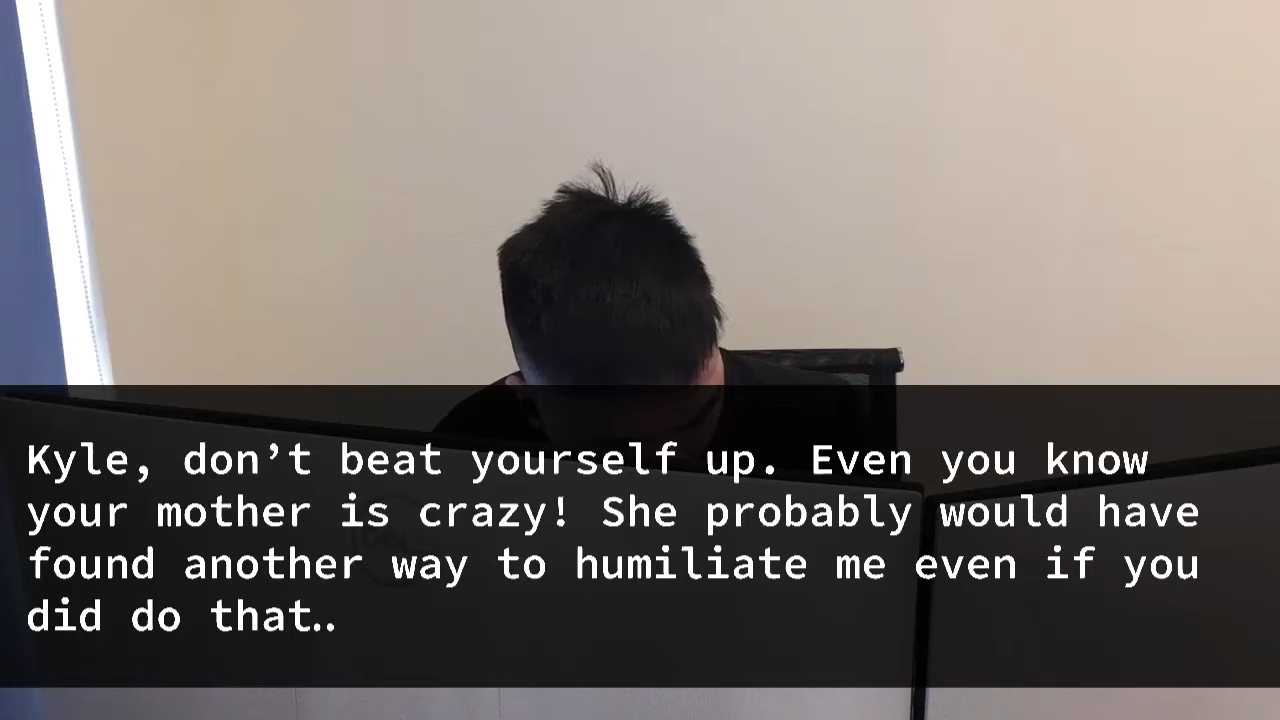 Kyle, don’t beat yourself up. Even you know
your mother is crazy! She probably would have
found another way to humiliate me even if you
did do that..